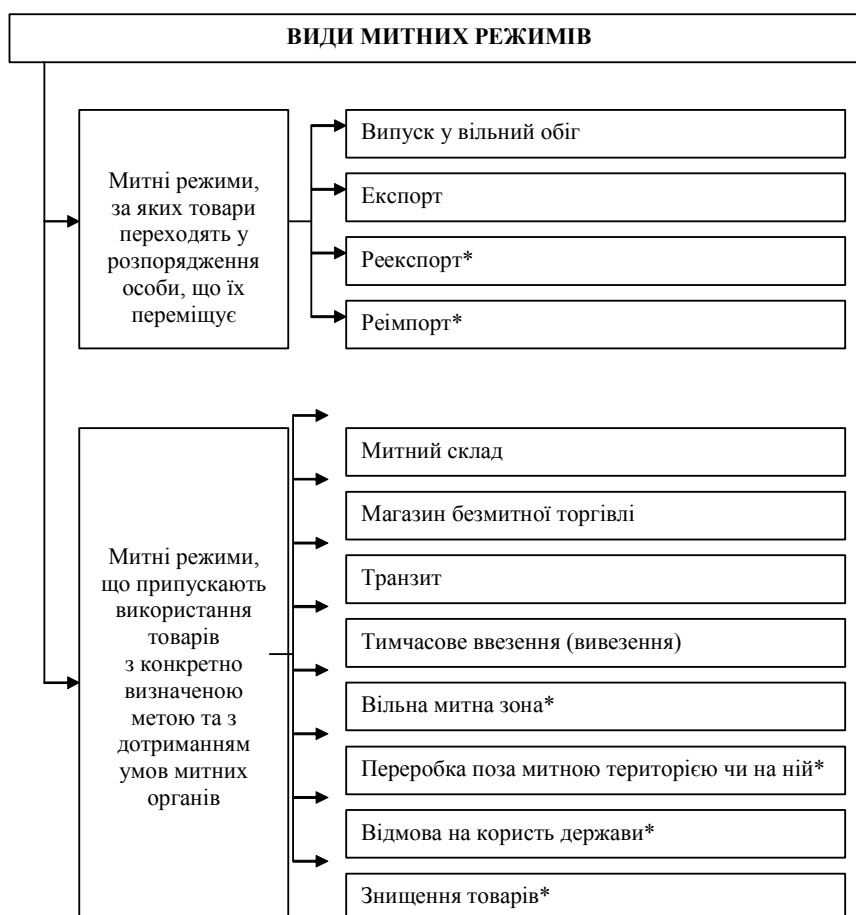 ВИДИ МИТНИХ РЕЖИМІВ
Митні режими,
за яких товари
переходять у
розпорядження
особи, що їх
переміщує
Випуск у вільний обіг
Експорт
Реекспорт*
Реімпорт*
Митні режими,
що припускають
використання
товарів
з конкретно
визначеною
метою та з
дотриманням
умов митних
органів
Митний склад
Магазин безмитної торгівлі
Транзит
Тимчасове ввезення (вивезення)
Вільна митна зона*
Переробка поза митною територією чи на ній*
Відмова на користь держави*
Знищення товарів*